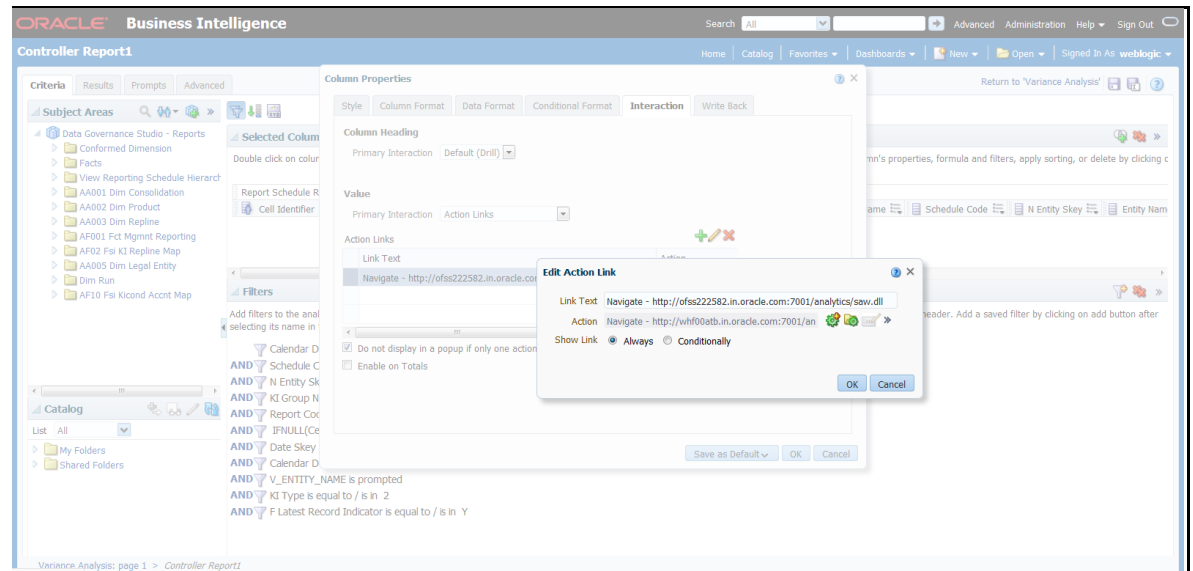 ORACLE Business Intelligence
Search All Advanced Administration Help Sign Out
Controller Report1
Home Catalog Favorites Dashboards New Open Signed In As weblogic
Criteria Results Prompts Advanced
Return to 'Variance Analysis'
Subject Areas
Data Governance Studio - Reports
Conformed Dimension
Facts
View Reporting Schedule Hierarch
AA001 Dim Consolidation
AA002 Dim Product
AA003 Dim Repline
AF001 Fct Mgmnt Reporting
AF02 Fsi KI Repline Map
AA005 Dim Legal Entity
Dim Run
AF10 Fsi Kicond Accnt Map
Catalog
List All
My Folders
Shared Folders
Selected Colum
Double click on colur
mn's properties, formula and filters, apply sorting, or delete by clicking c
Report Schedule R
Cell Identifier
ame Schedule Code N Entity Skey Entity Nam
Filters
Add filters to the anal
header. Add a saved filter by clicking on add button after
selecting its name in
Calendar D
AND Schedule C
AND N Entity Sk
AND KI Group N
AND Report Coc
AND IFNULL(Ce
AND Date Skey
AND Calendar D
AND V_ENTITY_NAME is prompted
AND KI Type is equal to / is in 2
AND F Latest Record Indicator is equal to / is in Y
Column Properties
Style Column Format Data Format Conditional Format Interaction Write Back
Column Heading
Primary Interaction Default (Drill)
Value
Primary Interaction Action Links
Action Links
Link Text Action
Navigate - http://ofss222582.in.oracle.cor
Do not display in a popup if only one action
Enable on Totals
Save as Default OK Cancel
Edit Action Link
Link Text Navigate - http://ofss222582.in.oracle.com:7001/analytics/saw.dll
Action Navigate - http://whf00atb.in.oracle.com:7001/an
Show Link Always Conditionally
OK Cancel
Variance Analysis: page 1 > Controller Report1